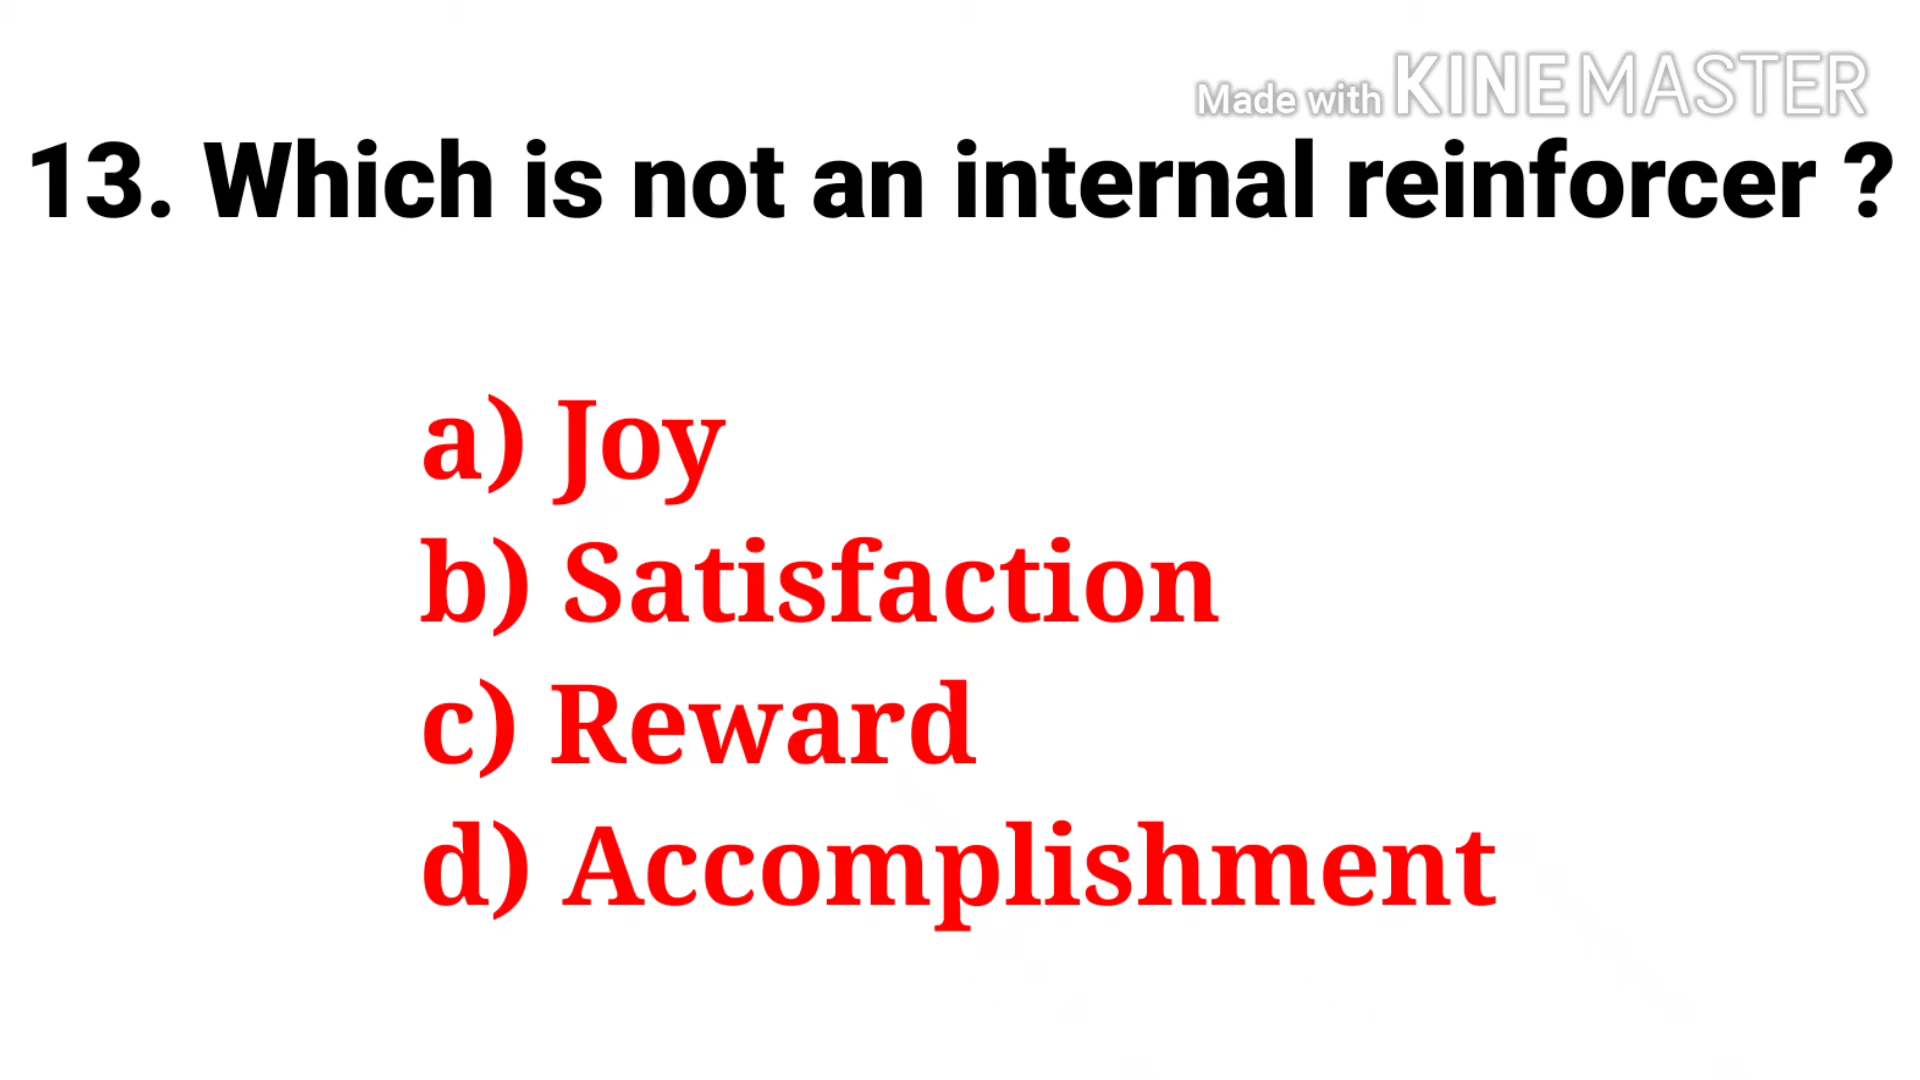 Made with KINEMASTER
13. Which is not an internal reinforcer ?
a) Joy
b) Satisfaction
c) Reward
d) Accomplishment